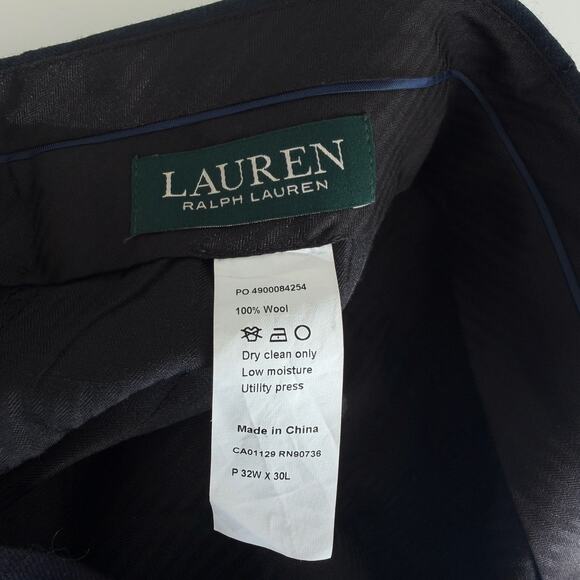 LAUREN
RALPH LAUREN
PO 4900084254
100% Wool
Dry clean only
Low moisture
Utility press
Made in China
CA01129 RN90736
P 32W X 30L